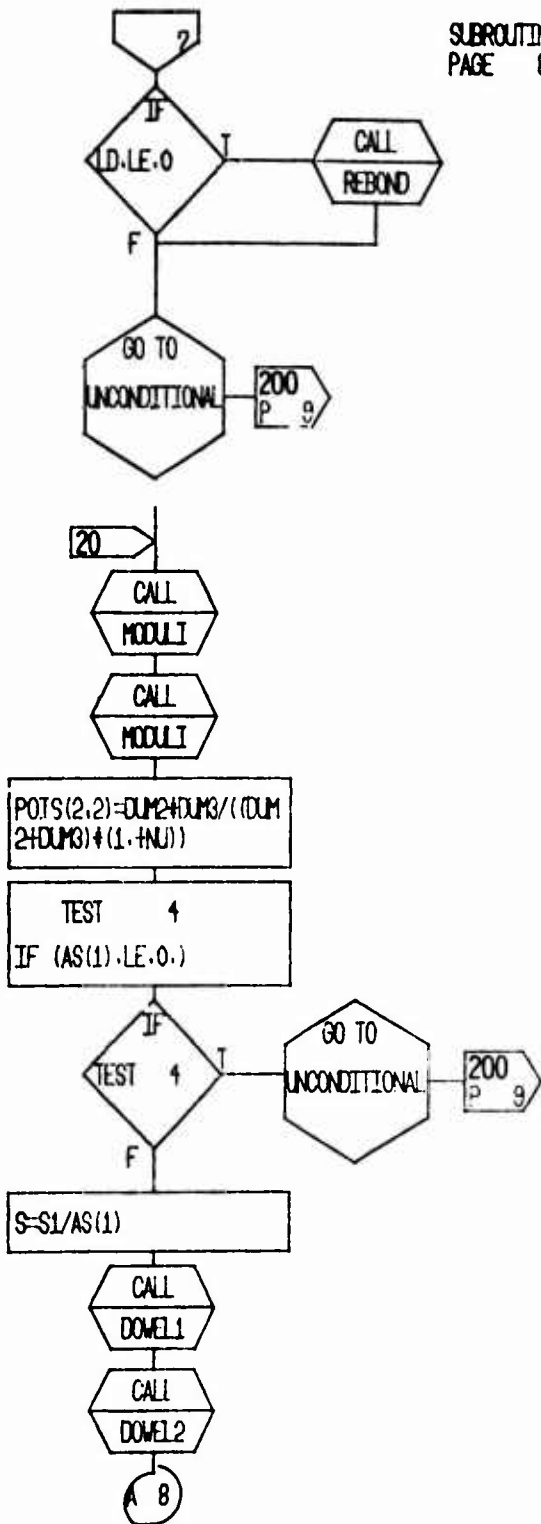 2
SUBROUTIN
PAGE 8
IF
LD.LE.0
T
CALL
REBOND
F
GO TO
UNCONDITIONAL
200
P 9
20
CALL
MODULI
CALL
MODULI
POTS(2,2)=DUM2*DUM3/((DUM
2+DUM3)*(1.+NU))
TEST 4
IF (AS(1).LE.0.)
IF
TEST 4
T
GO TO
UNCONDITIONAL
200
P 9
F
S=S1/AS(1)
CALL
DOWEL1
CALL
DOWEL2
A 8